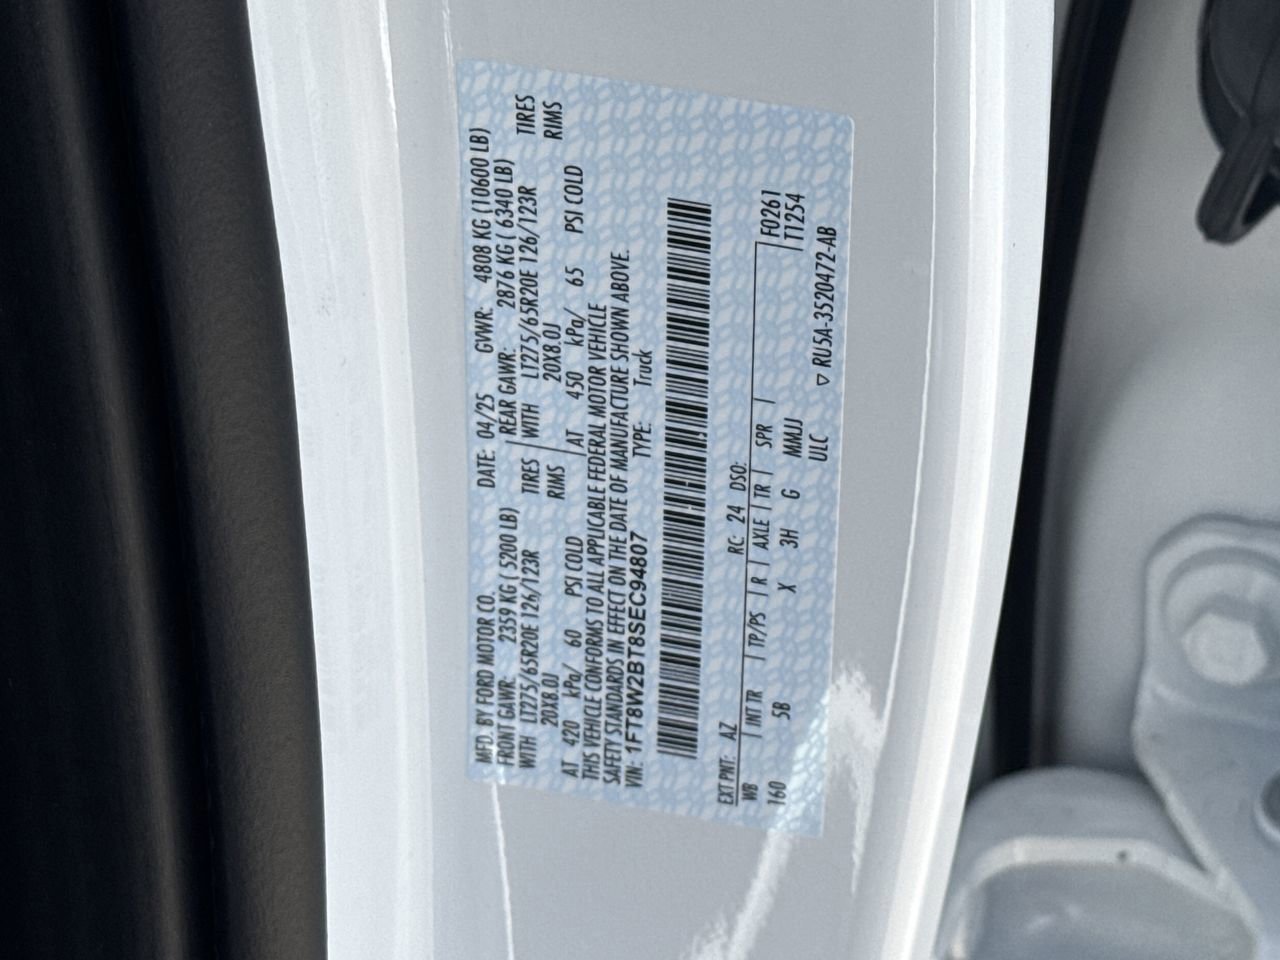 MFD. BY FORD MOTOR CO. DATE: 04/25 GVWR: 4808 KG (10600 LB)
FRONT GAWR: 2359 KG ( 5200 LB) REAR GAWR: 2876 KG ( 6340 LB)
WITH LT275/65R20E 126/123R TIRES WITH LT275/65R20E 126/123R TIRES
20X8.0J RIMS 20X8.0J RIMS
AT 420 kPa/ 60 PSI COLD AT 450 kPa/ 65 PSI COLD
THIS VEHICLE CONFORMS TO ALL APPLICABLE FEDERAL MOTOR VEHICLE
SAFETY STANDARDS IN EFFECT ON THE DATE OF MANUFACTURE SHOWN ABOVE.
VIN: 1FT8W2BT8SEC94807 TYPE: Truck
EXT PNT: AZ RC: 24 DSO:
WB | INT TR | TP/PS | R | AXLE | TR | SPR | F0261
160 5B X 3H G MMJJ T1254
ULC ▽ RU5A-3520472-AB